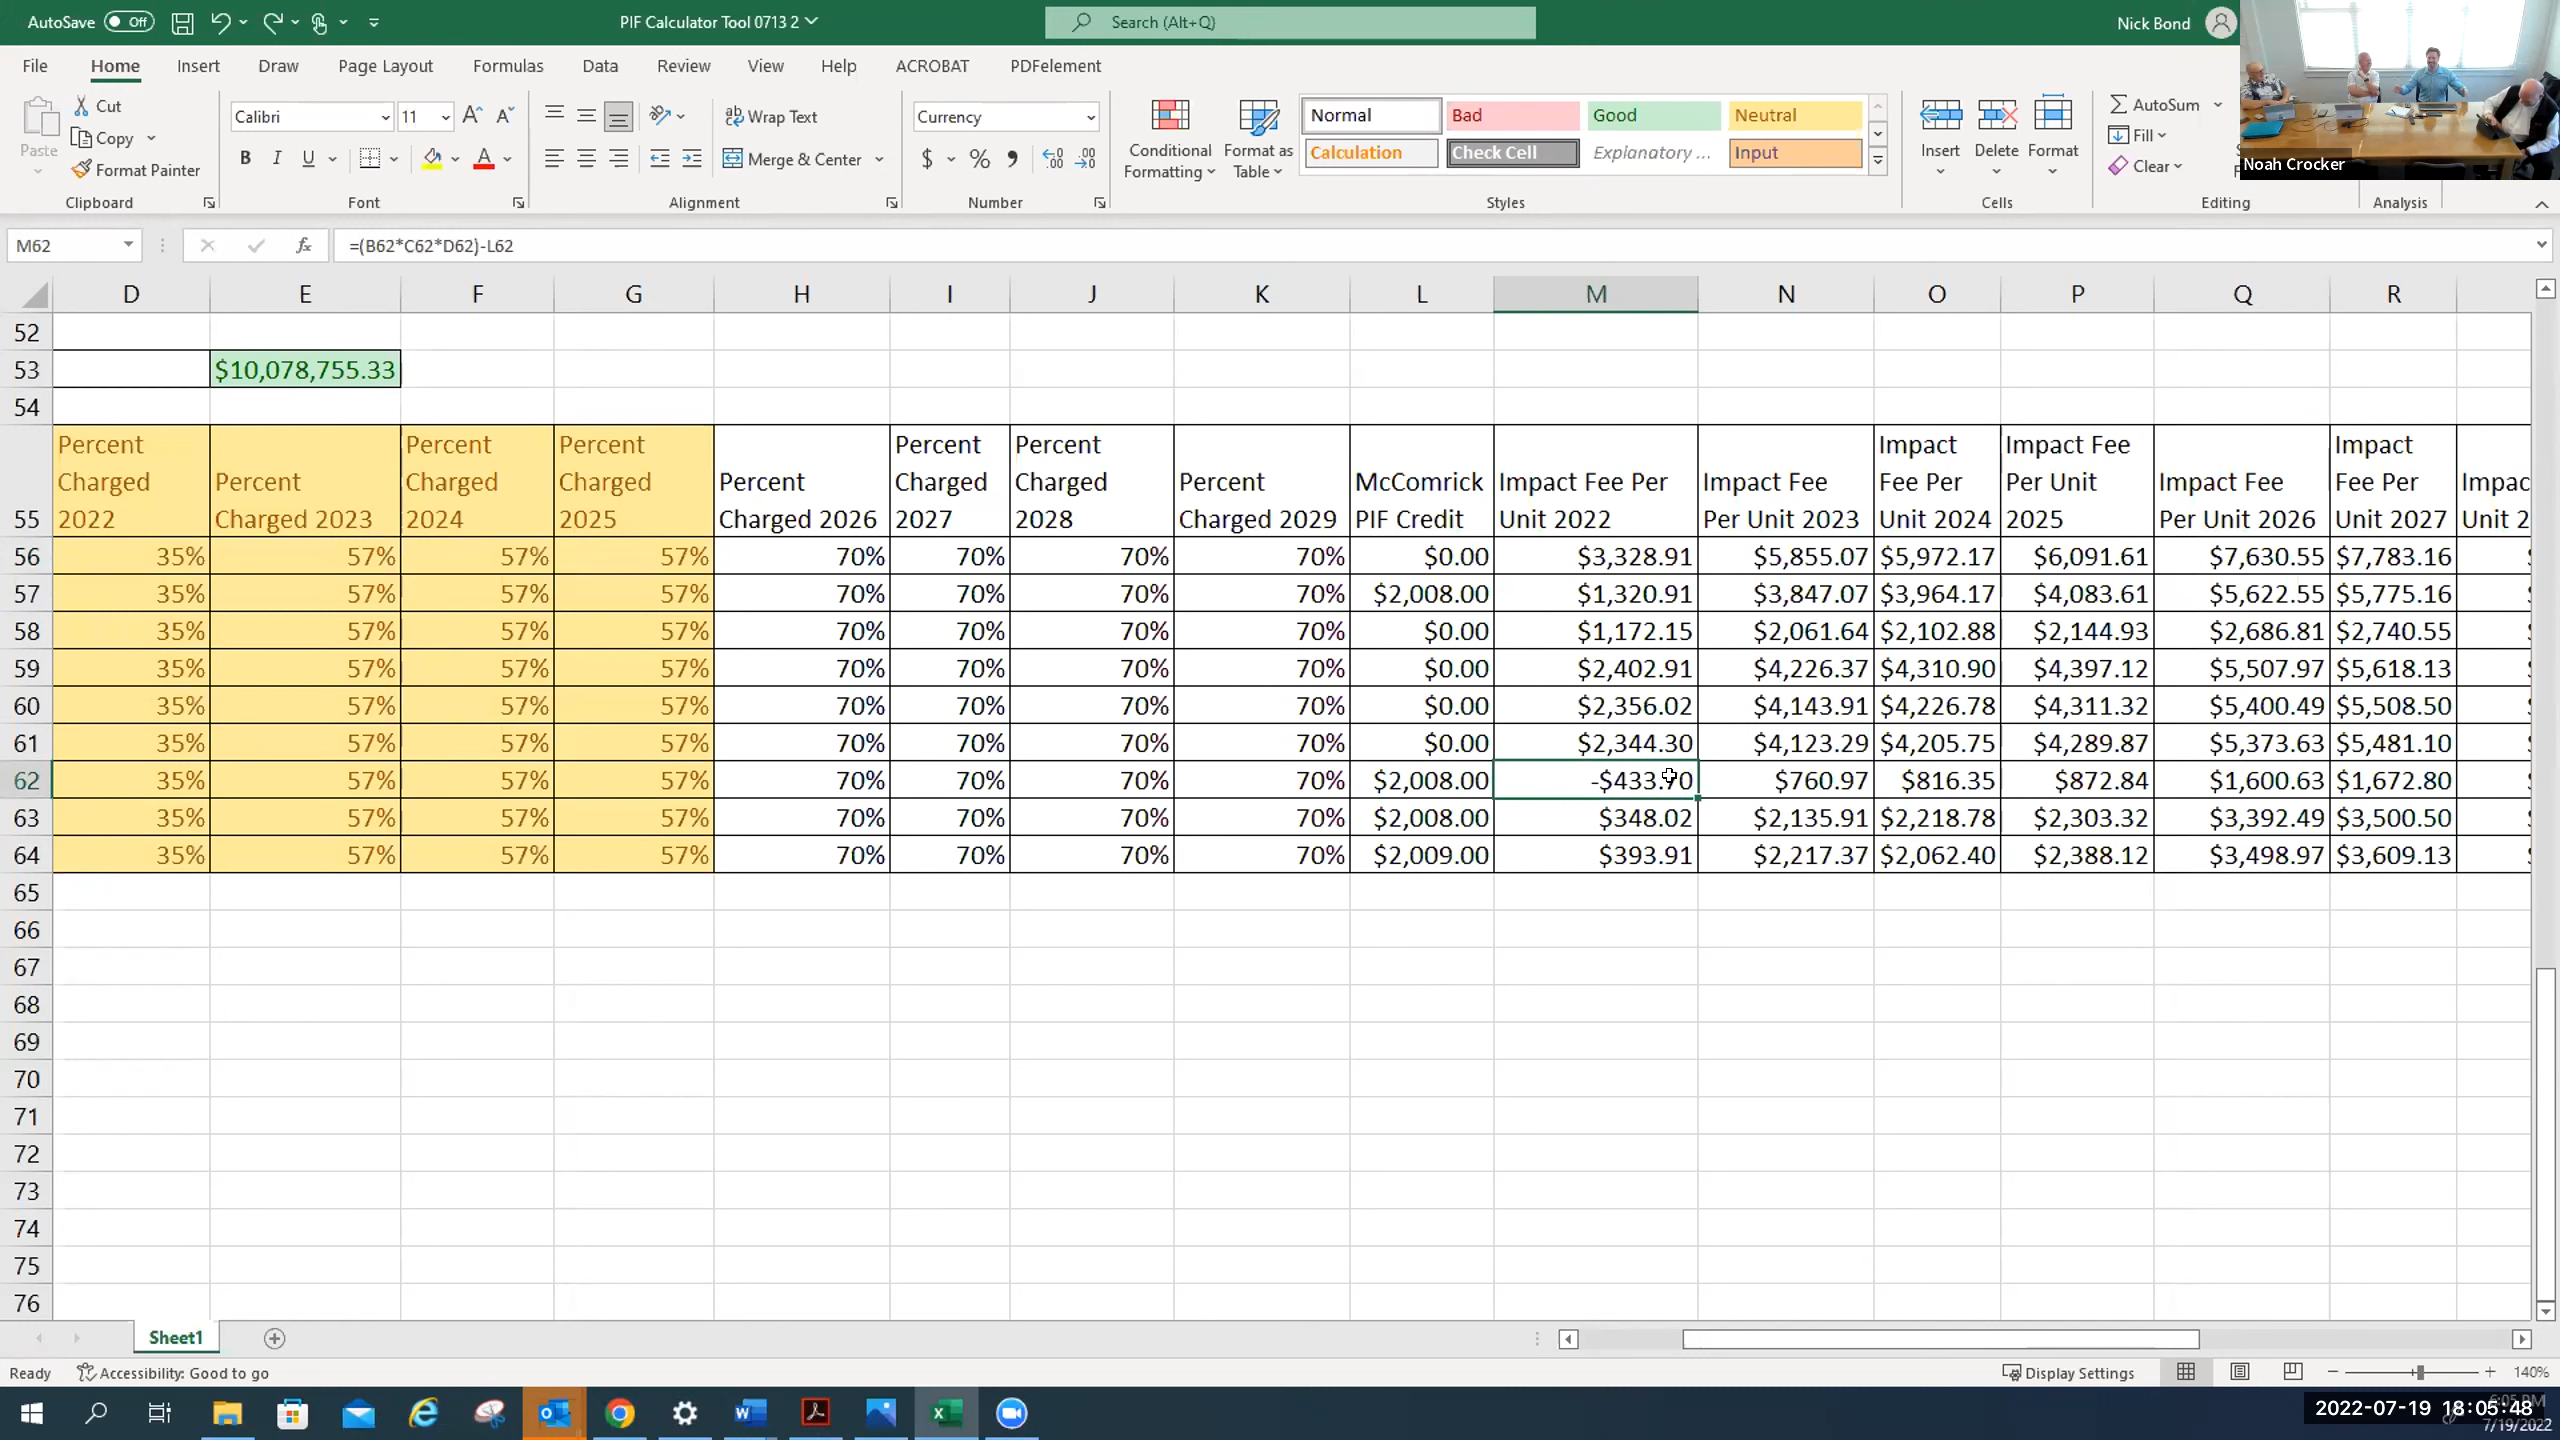 AutoSave Off PIF Calculator Tool 0713 2 Search (Alt+Q) Nick Bond
File Home Insert Draw Page Layout Formulas Data Review View Help ACROBAT PDFelement
Paste Cut Copy Format Painter
Calibri 11 Wrap Text Merge & Center Currency
B I U A $ %
Conditional Formatting Format as Table
Normal Bad Good Neutral
Calculation Check Cell Explanatory ... Input
Insert Delete Format
AutoSum
Fill
Clear
Noah Crocker
Clipboard Font Alignment Number Styles Cells Editing Analysis
M62 fx =(B62*C62*D62)-L62
D E F G H I J K L M N O P Q R
52
53 $10,078,755.33
54
55 Percent Charged 2022 Percent Charged 2023 Percent Charged 2024 Percent Charged 2025 Percent Charged 2026 Percent Charged 2027 Percent Charged 2028 Percent Charged 2029 McComrick PIF Credit Impact Fee Per Unit 2022 Impact Fee Per Unit 2023 Impact Fee Per Unit 2024 Impact Fee Per Unit 2025 Impact Fee Per Unit 2026 Impact Fee Per Unit 2027 Impac Unit 2
56 35% 57% 57% 57% 70% 70% 70% 70% $0.00 $3,328.91 $5,855.07 $5,972.17 $6,091.61 $7,630.55 $7,783.16
57 35% 57% 57% 57% 70% 70% 70% 70% $2,008.00 $1,320.91 $3,847.07 $3,964.17 $4,083.61 $5,622.55 $5,775.16
58 35% 57% 57% 57% 70% 70% 70% 70% $0.00 $1,172.15 $2,061.64 $2,102.88 $2,144.93 $2,686.81 $2,740.55
59 35% 57% 57% 57% 70% 70% 70% 70% $0.00 $2,402.91 $4,226.37 $4,310.90 $4,397.12 $5,507.97 $5,618.13
60 35% 57% 57% 57% 70% 70% 70% 70% $0.00 $2,356.02 $4,143.91 $4,226.78 $4,311.32 $5,400.49 $5,508.50
61 35% 57% 57% 57% 70% 70% 70% 70% $0.00 $2,344.30 $4,123.29 $4,205.75 $4,289.87 $5,373.63 $5,481.10
62 35% 57% 57% 57% 70% 70% 70% 70% $2,008.00 $760.97 $816.35 $872.84 $1,600.63 $1,672.80
63 35% 57% 57% 57% 70% 70% 70% 70% $2,008.00 $348.02 $2,135.91 $2,218.78 $2,303.32 $3,392.49 $3,500.50
64 35% 57% 57% 57% 70% 70% 70% 70% $2,009.00 $393.91 $2,217.37 $2,062.40 $2,388.12 $3,498.97 $3,609.13
65
66
67
68
69
70
71
72
73
74
75
76
Sheet1
Ready Accessibility: Good to go Display Settings 140%
2022-07-19 18:05:48
7/19/2022